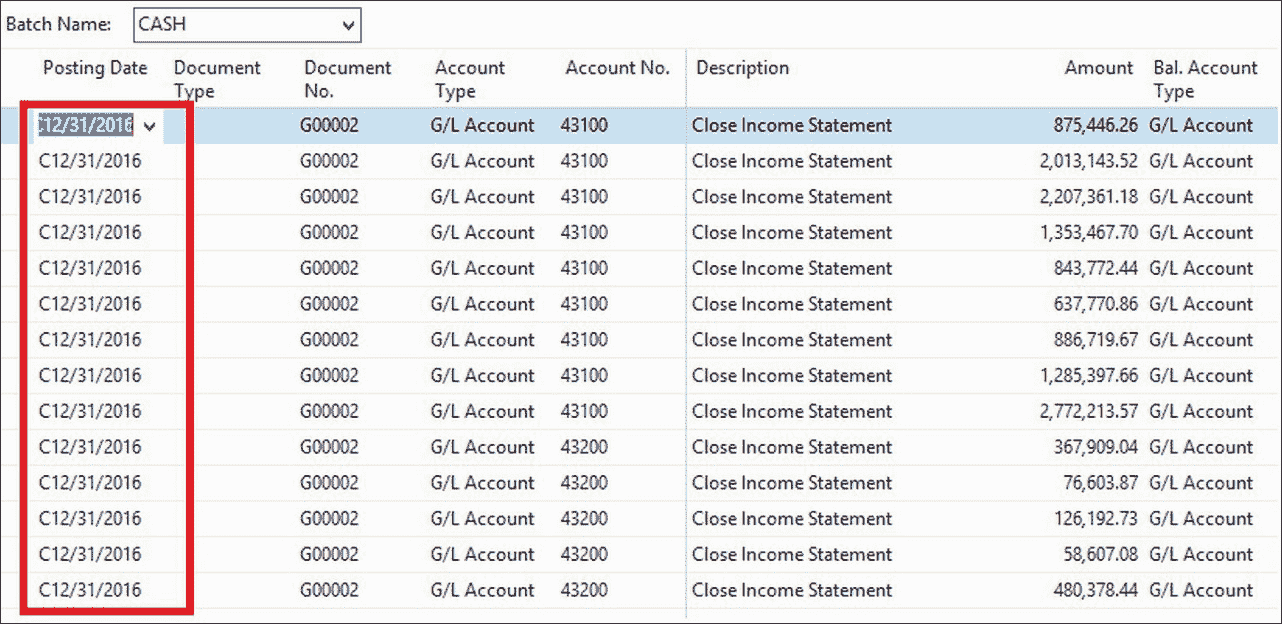 Batch Name: CASH
Posting Date Document Type Document No. Account Type Account No. Description Amount Bal. Account Type
C12/31/2016 G00002 G/L Account 43100 Close Income Statement 875,446.26 G/L Account
C12/31/2016 G00002 G/L Account 43100 Close Income Statement 2,013,143.52 G/L Account
C12/31/2016 G00002 G/L Account 43100 Close Income Statement 2,207,361.18 G/L Account
C12/31/2016 G00002 G/L Account 43100 Close Income Statement 1,353,467.70 G/L Account
C12/31/2016 G00002 G/L Account 43100 Close Income Statement 843,772.44 G/L Account
C12/31/2016 G00002 G/L Account 43100 Close Income Statement 637,770.86 G/L Account
C12/31/2016 G00002 G/L Account 43100 Close Income Statement 886,719.67 G/L Account
C12/31/2016 G00002 G/L Account 43100 Close Income Statement 1,285,397.66 G/L Account
C12/31/2016 G00002 G/L Account 43100 Close Income Statement 2,772,213.57 G/L Account
C12/31/2016 G00002 G/L Account 43200 Close Income Statement 367,909.04 G/L Account
C12/31/2016 G00002 G/L Account 43200 Close Income Statement 76,603.87 G/L Account
C12/31/2016 G00002 G/L Account 43200 Close Income Statement 126,192.73 G/L Account
C12/31/2016 G00002 G/L Account 43200 Close Income Statement 58,607.08 G/L Account
C12/31/2016 G00002 G/L Account 43200 Close Income Statement 480,378.44 G/L Account